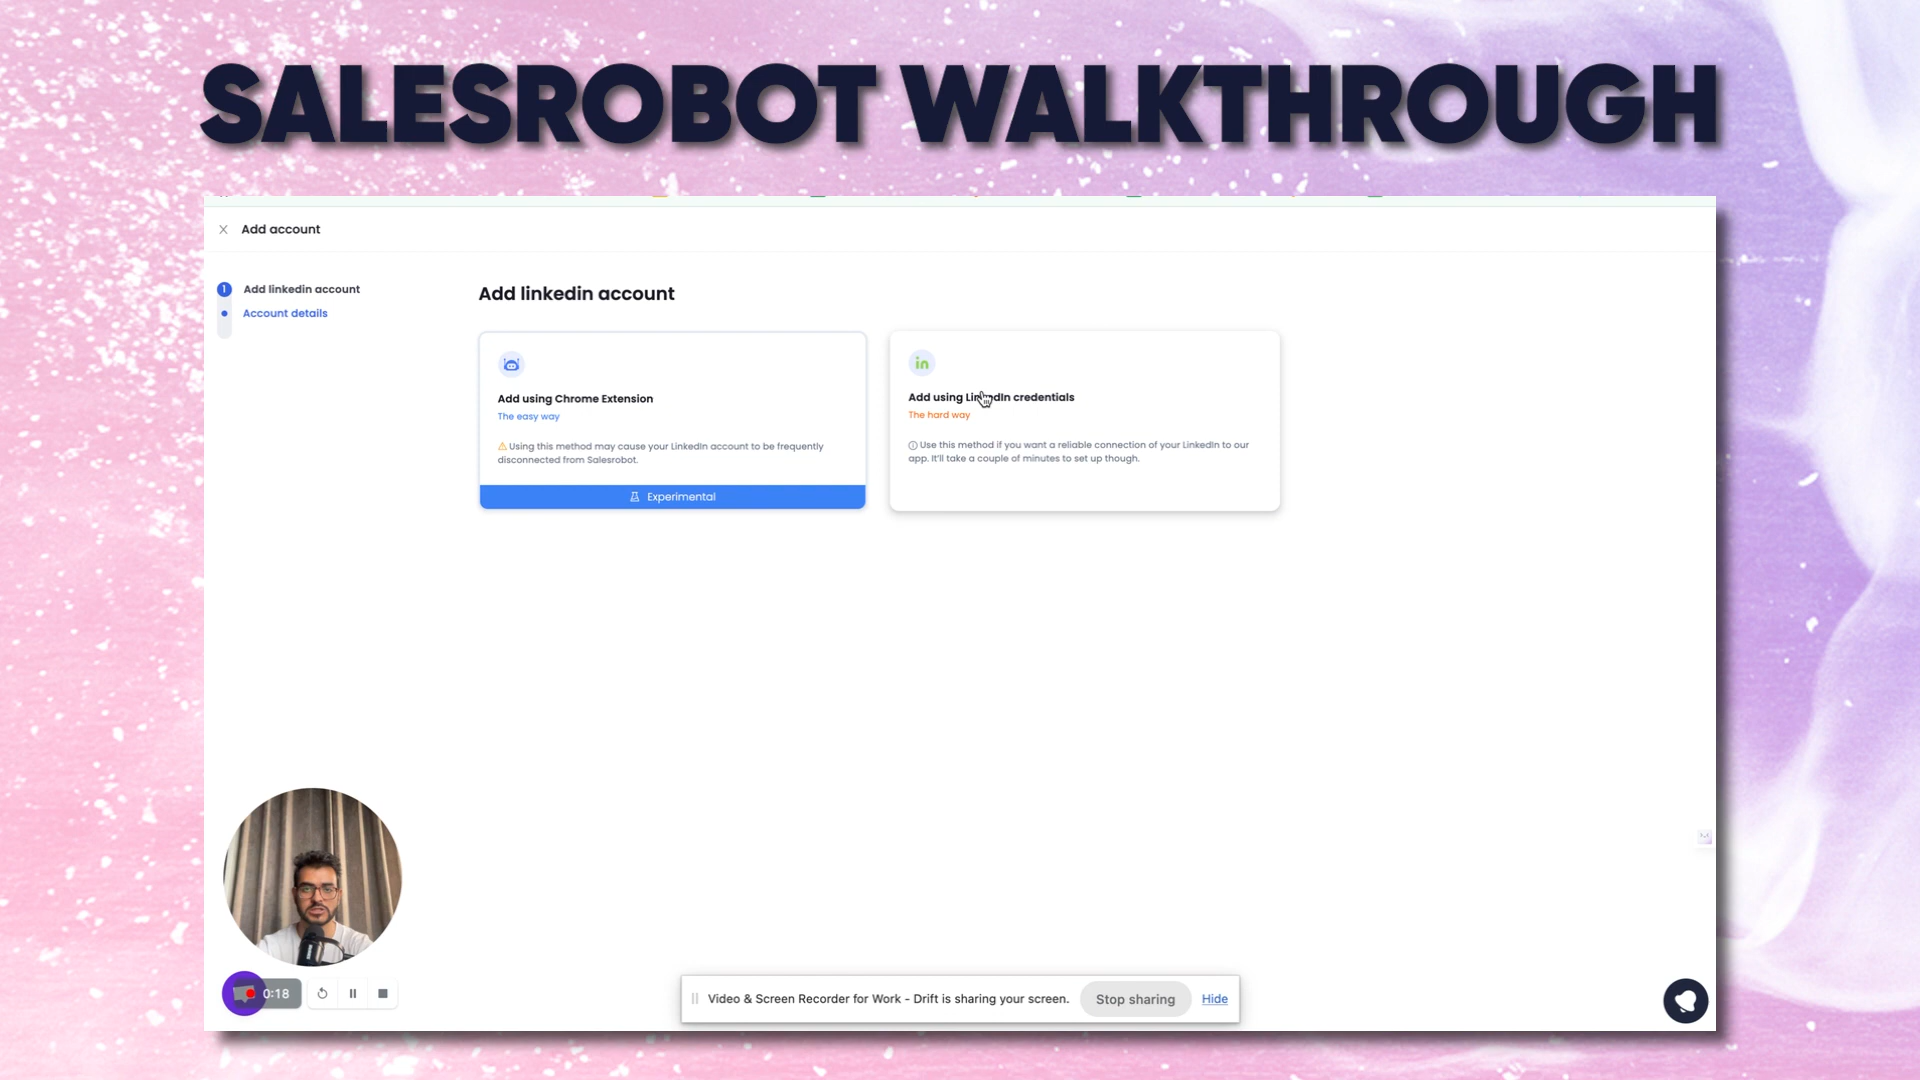 SALESROBOT WALKTHROUGH
Add account
1 Add linkedin account
Account details
Add linkedin account
Add using Chrome Extension
The easy way
Using this method may cause your LinkedIn account to be frequently
disconnected from Salesrobot.
Experimental
in
Add using LinkedIn credentials
The hard way
Use this method if you want a reliable connection of your LinkedIn to our
app. It'll take a couple of minutes to set up though.
0:18
Video & Screen Recorder for Work - Drift is sharing your screen.
Stop sharing
Hide